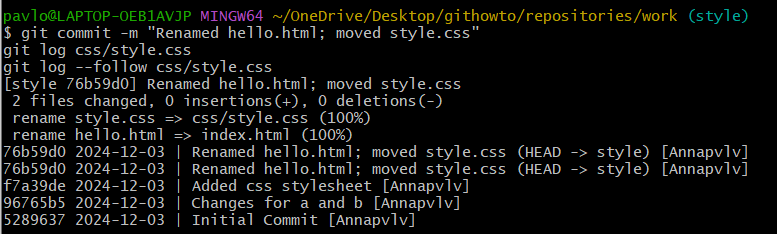 pavlo@LAPTOP-OEB1AVJP MINGW64 ~/OneDrive/Desktop/githowto/repositories/work (style)
$ git commit -m "Renamed hello.html; moved style.css"
git log css/style.css
git log --follow css/style.css
[style 76b59d0] Renamed hello.html; moved style.css
 2 files changed, 0 insertions(+), 0 deletions(-)
 rename style.css => css/style.css (100%)
 rename hello.html => index.html (100%)
76b59d0 2024-12-03 | Renamed hello.html; moved style.css (HEAD -> style) [Annapvlv]
76b59d0 2024-12-03 | Renamed hello.html; moved style.css (HEAD -> style) [Annapvlv]
f7a39de 2024-12-03 | Added css stylesheet [Annapvlv]
96765b5 2024-12-03 | Changes for a and b [Annapvlv]
5289637 2024-12-03 | Initial Commit [Annapvlv]